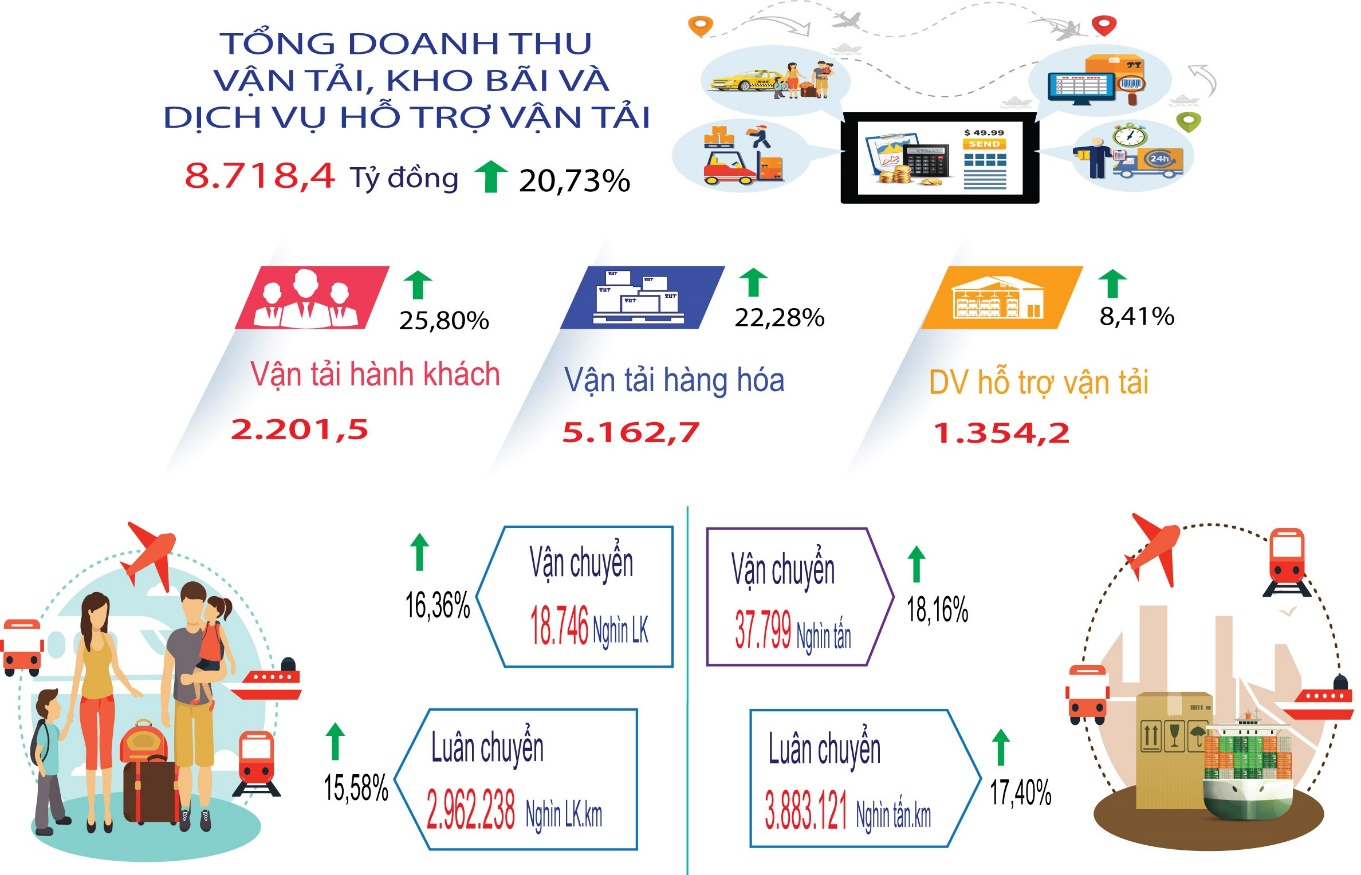 TỔNG DOANH THU
VẬN TẢI, KHO BÃI VÀ
DỊCH VỤ HỖ TRỢ VẬN TẢI
8.718,4 Tỷ đồng 20,73%
$ 49.99
SEND
24h
25,80%
Vận tải hành khách
2.201,5
22,28%
Vận tải hàng hóa
5.162,7
8,41%
DV hỗ trợ vận tải
1.354,2
16,36%
Vận chuyển
18.746 Nghìn LK
Vận chuyển
37.799 Nghìn tấn
18,16%
15,58%
Luân chuyển
2.962.238 Nghìn LK.km
Luân chuyển
3.883.121 Nghìn tấn.km
17,40%